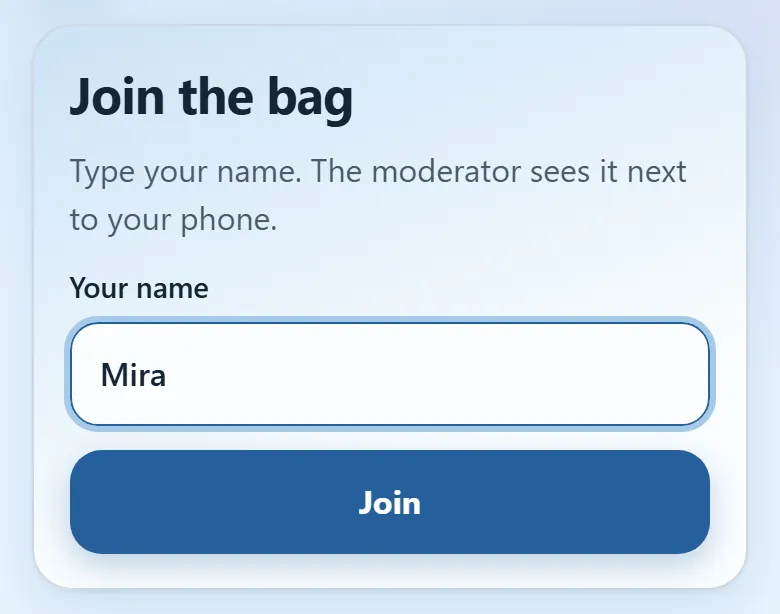 Join the bag
Type your name. The moderator sees it next
to your phone.
Your name
Mira
Join